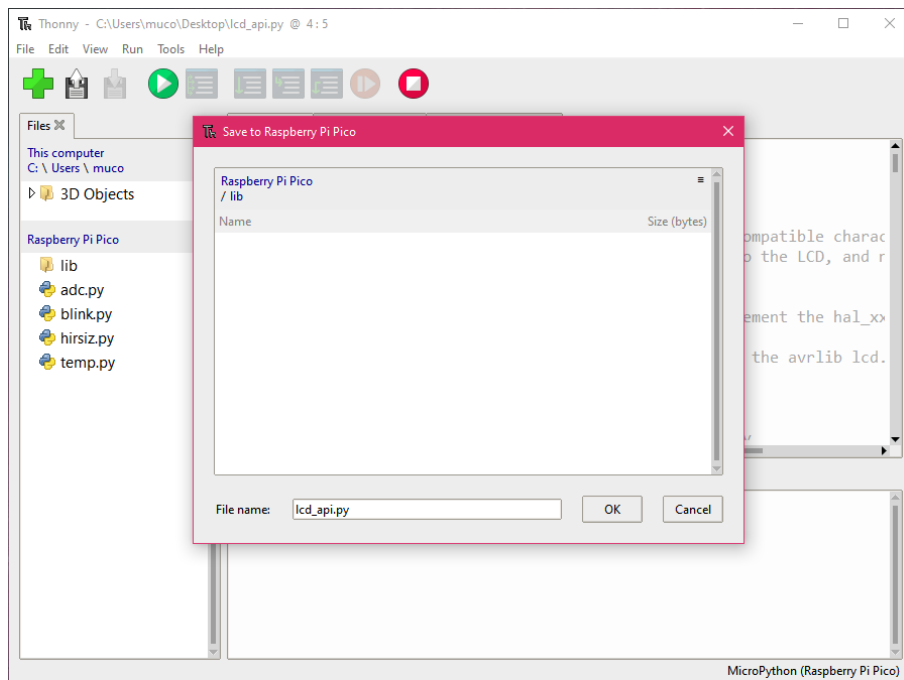 Thonny - C:\Users\muco\Desktop\lcd_api.py @ 4:5
File Edit View Run Tools Help
Files
This computer
C: \ Users \ muco
3D Objects
Raspberry Pi Pico
lib
adc.py
blink.py
hirsiz.py
temp.py
Save to Raspberry Pi Pico
Raspberry Pi Pico
/ lib
Name Size (bytes)
File name: lcd_api.py OK Cancel
ompatible charac
o the LCD, and r
ement the hal_xx
the avrlib lcd.
MicroPython (Raspberry Pi Pico)